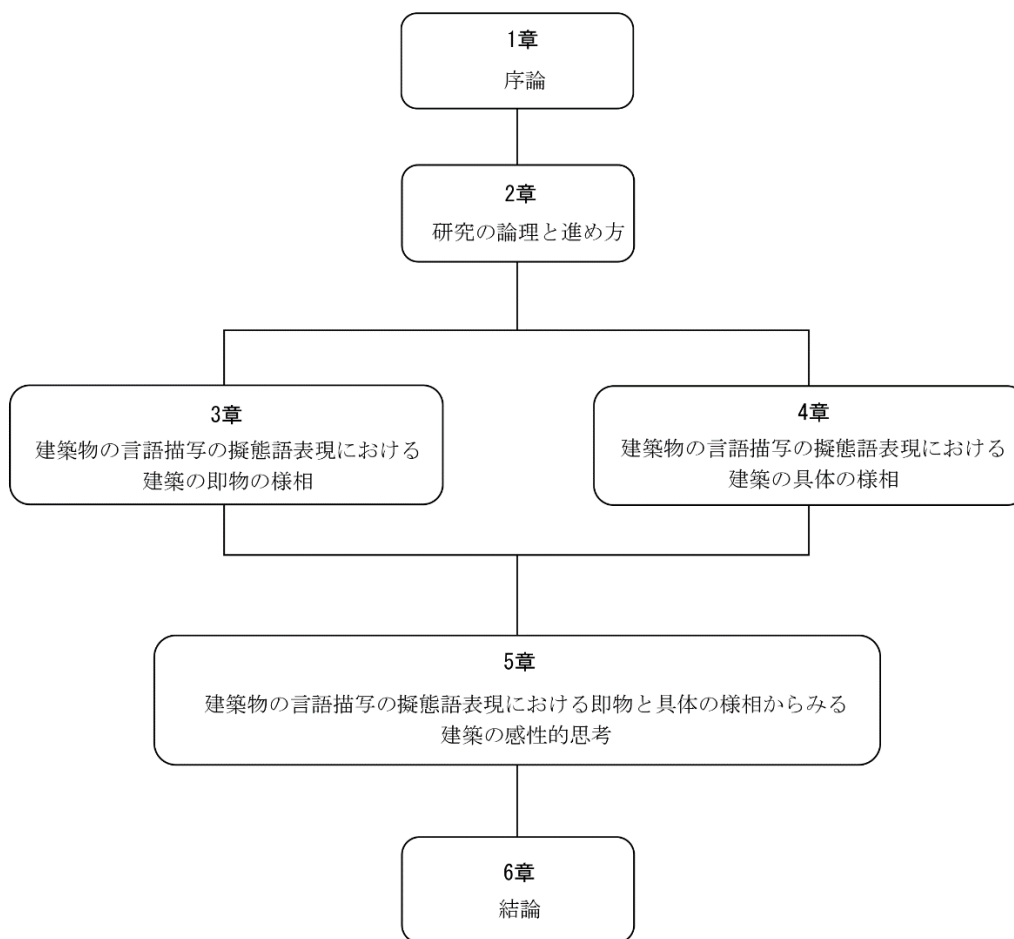 1章
序論
2章
研究の論理と進め方
3章
建築物の言語描写の擬態語表現における
建築の即物の様相
4章
建築物の言語描写の擬態語表現における
建築の具体の様相
5章
建築物の言語描写の擬態語表現における即物と具体の様相からみる
建築の感性的思考
6章
結論